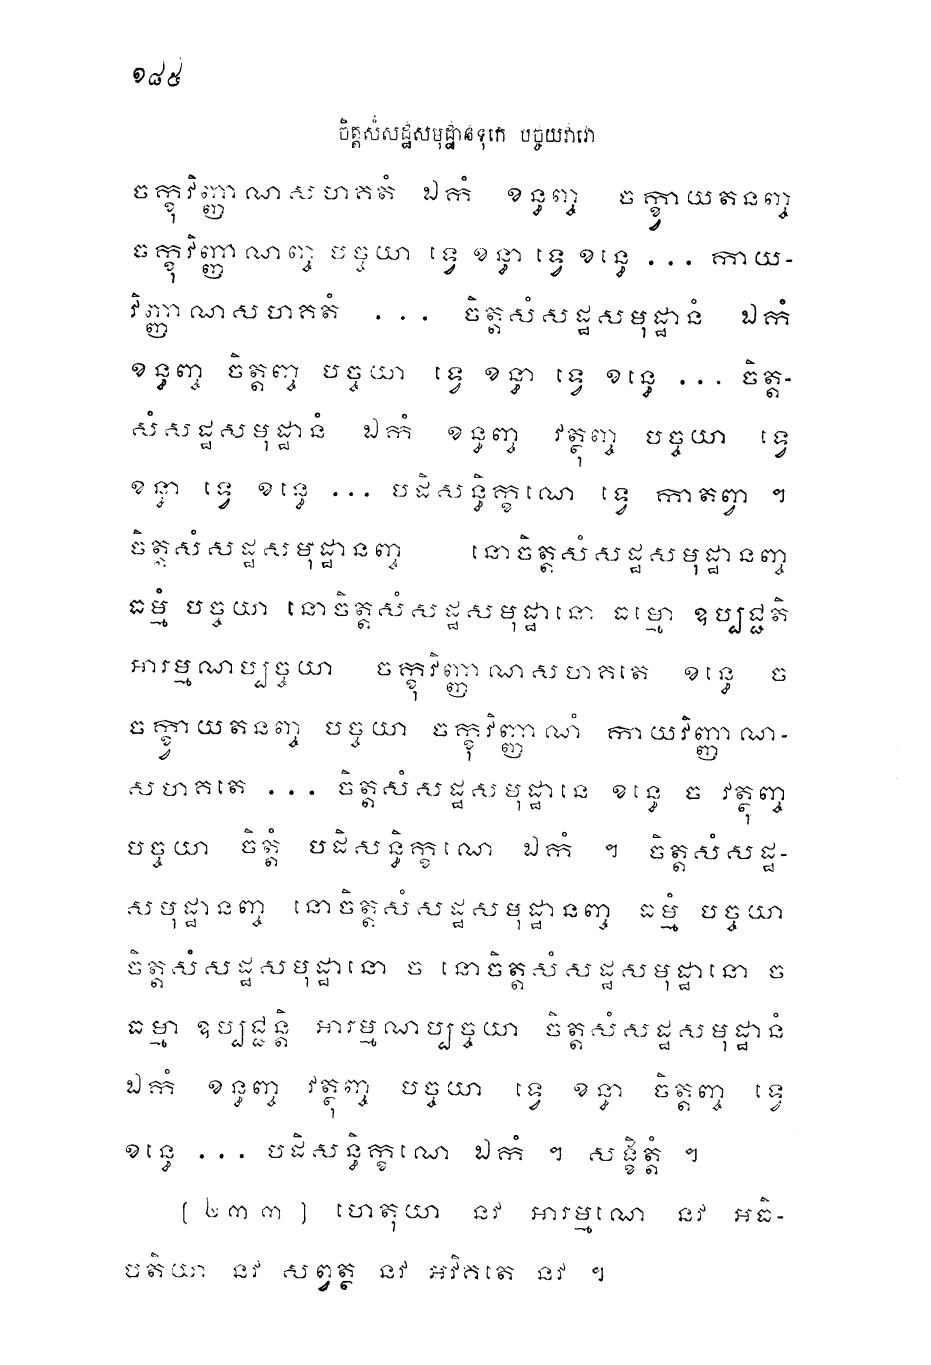 ១៨៥
ចិត្តសំសដ្ឋសមុដ្ឋានទុកេ បច្ចយវារោ
ចក្ខុវិញ្ញាណសហគតំ ឯកំ ខន្ធញ្ច ចក្ខ្វាយតនញ្ច
ចក្ខុវិញ្ញាណញ្ច បច្ចយា ទ្វេ ខន្ធា ទ្វេ ខន្ធេ ... កាយ-
វិញ្ញាណសហគតំ ... ចិត្តសំសដ្ឋសមុដ្ឋានំ ឯកំ
ខន្ធញ្ច ចិត្តញ្ច បច្ចយា ទ្វេ ខន្ធា ទ្វេ ខន្ធេ ... ចិត្ត-
សំសដ្ឋសមុដ្ឋានំ ឯកំ ខន្ធញ្ច វត្ថុញ្ច បច្ចយា ទ្វេ
ខន្ធា ទ្វេ ខន្ធេ ... បដិសន្ធិក្ខណេ ទ្វេ កាតព្វា ។
ចិត្តសំសដ្ឋសមុដ្ឋានញ្ច នោចិត្តសំសដ្ឋសមុដ្ឋានញ្ច
ធម្មំ បច្ចយា នោចិត្តសំសដ្ឋសមុដ្ឋានោ ធម្មោ ឧប្បជ្ជតិ
អារម្មណប្បច្ចយា ចក្ខុវិញ្ញាណសហគតេ ខន្ធេ ច
ចក្ខ្វាយតនញ្ច បច្ចយា ចក្ខុវិញ្ញាណំ កាយវិញ្ញាណ-
សហគតេ ... ចិត្តសំសដ្ឋសមុដ្ឋានេ ខន្ធេ ច វត្ថុញ្ច
បច្ចយា ចិត្តំ បដិសន្ធិក្ខណេ ឯកំ ។ ចិត្តសំសដ្ឋ-
សមុដ្ឋានញ្ច នោចិត្តសំសដ្ឋសមុដ្ឋានញ្ច ធម្មំ បច្ចយា
ចិត្តសំសដ្ឋសមុដ្ឋានោ ច នោចិត្តសំសដ្ឋសមុដ្ឋានោ ច
ធម្មា ឧប្បជ្ជន្តិ អារម្មណប្បច្ចយា ចិត្តសំសដ្ឋសមុដ្ឋានំ
ឯកំ ខន្ធញ្ច វត្ថុញ្ច បច្ចយា ទ្វេ ខន្ធា ចិត្តញ្ច ទ្វេ
ខន្ធេ ... បដិសន្ធិក្ខណេ ឯកំ ។ សង្ខិត្តំ ។
[២៣៣] ហេតុយា នវ អារម្មណេ នវ អធិ-
បតិយា នវ សព្វត្ថ នវ អវិគតេ នវ ។